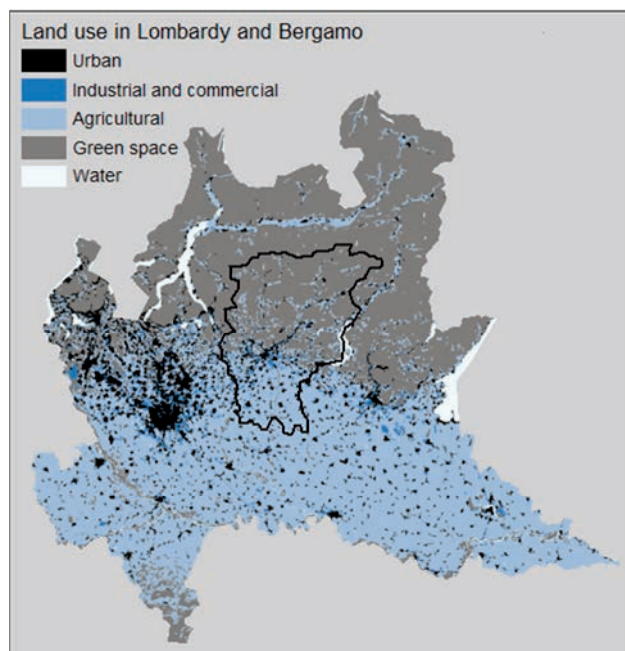 Land use in Lombardy and Bergamo
Urban
Industrial and commercial
Agricultural
Green space
Water